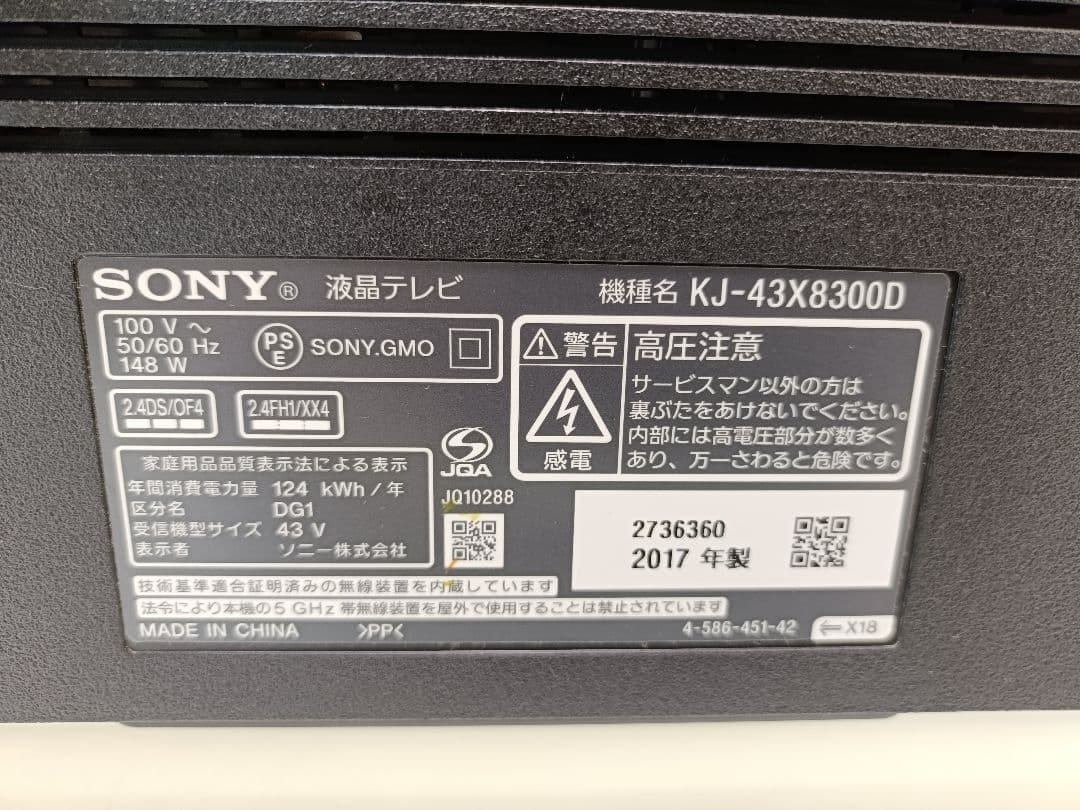 SONY® 液晶テレビ
機種名 KJ-43X8300D
100 V ～
50/60 Hz
148 W
PS
E
SONY.GMO
2.4DS/OF4
2.4FH1/XX4
警告
高圧注意
感電
サービスマン以外の方は
裏ぶたをあけないでください。
内部には高電圧部分が数多く
あり、万一さわると危険です。
家庭用品品質表示法による表示
年間消費電力量 124 kWh/年
区分名 DG1
受信機型サイズ 43 V
表示者 ソニー株式会社
JQA
JQ10288
2736360
2017 年製
技術基準適合証明済みの無線装置を内蔵しています
法令により本機の5 GHz 帯無線装置を屋外で使用することは禁止されています
MADE IN CHINA >PP<
4-586-451-42 ⇐X18